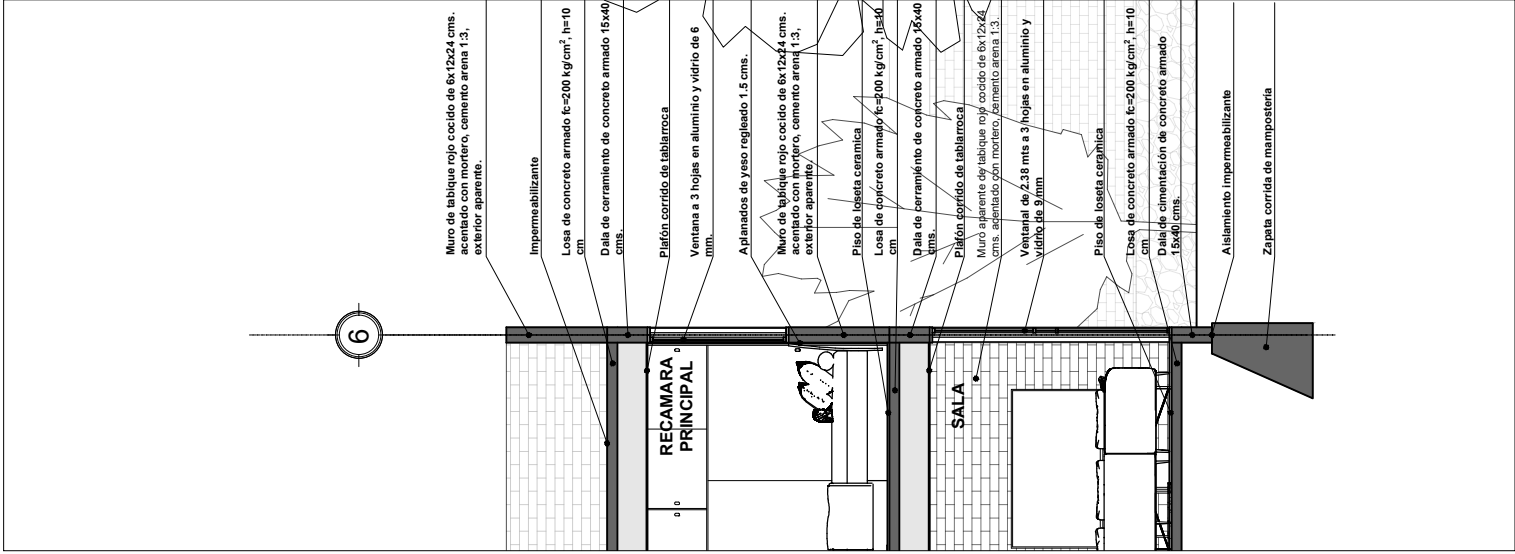 Muro de tabique rojo cocido de 6x12x24 cms.
acentado con mortero, cemento arena 1:3,
exterior aparente.
Impermeabilizante
Losa de concreto armado fc=200 kg/cm², h=10
cm
Dala de cerramiento de concreto armado 15x40
cms.
Plafón corrido de tablarroca
Ventana a 3 hojas en aluminio y vidrio de 6
mm.
Aplanados de yeso regleado 1.5 cms.
Muro de tabique rojo cocido de 6x12x24 cms.
acentado con mortero, cemento arena 1:3,
exterior aparente.
Piso de loseta ceramica
Losa de concreto armado fc=200 kg/cm², h=10
cm
Dala de cerramiento de concreto armado 15x40
cms.
Plafón corrido de tablarroca
Muro aparente de tabique rojo cocido de 6x12x24
cms. acentado con mortero, cemento arena 1:3.
Ventanal de 2.38 mts a 3 hojas en aluminio y
vidrio de 9 mm
Piso de loseta ceramica
Losa de concreto armado fc=200 kg/cm², h=10
cm
Dala de cimentación de concreto armado
15x40 cms.
Aislamiento impermeabilizante
Zapata corrida de mampostería
6
RECAMARA
PRINCIPAL
SALA